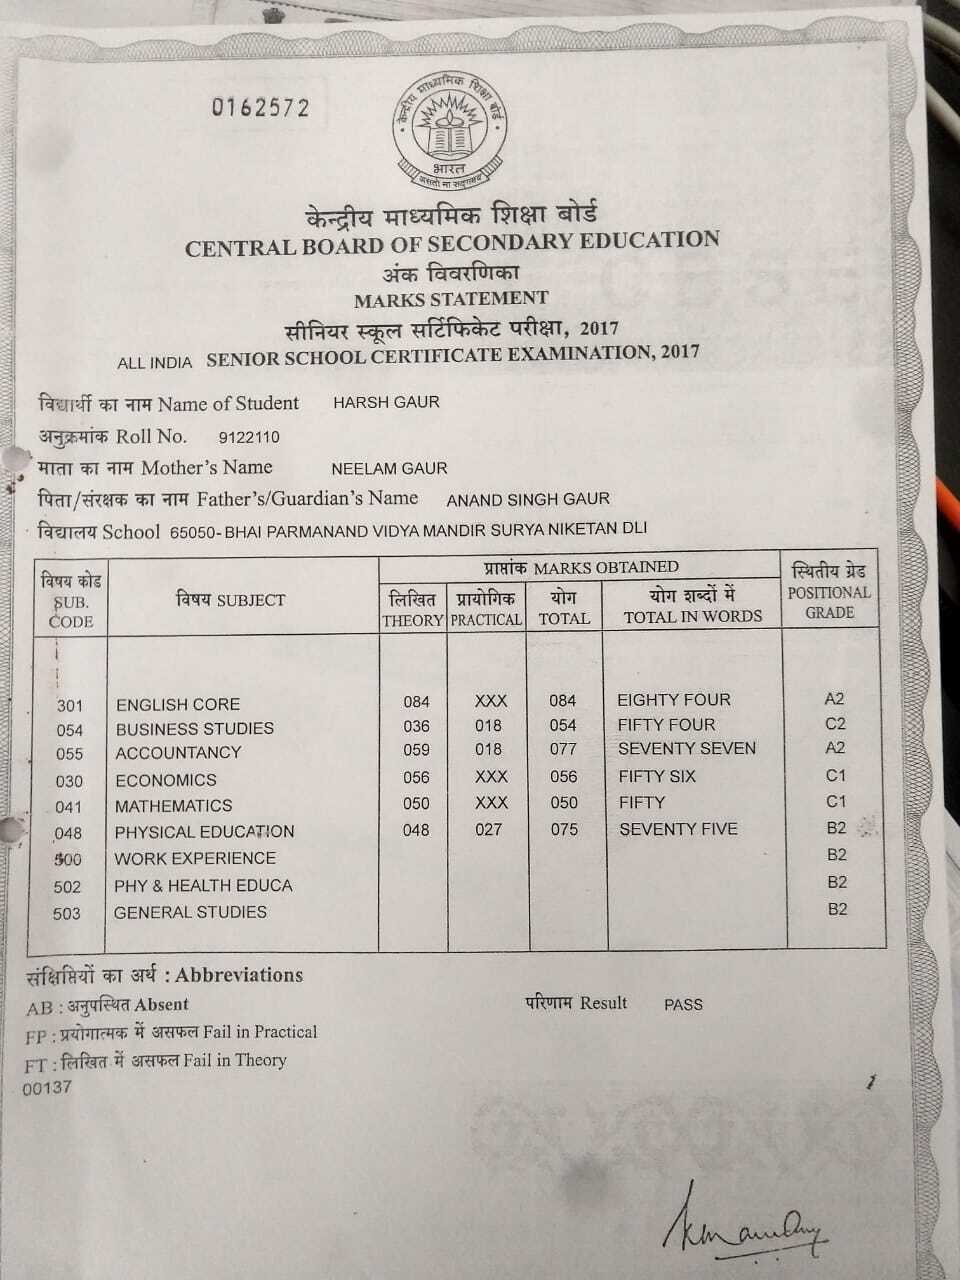 0162572
केन्द्रीय माध्यमिक शिक्षा बोर्ड
भारत
असतो मा सद्गमय
केन्द्रीय माध्यमिक शिक्षा बोर्ड
CENTRAL BOARD OF SECONDARY EDUCATION
अंक विवरणिका
MARKS STATEMENT
सीनियर स्कूल सर्टिफिकेट परीक्षा, 2017
ALL INDIA SENIOR SCHOOL CERTIFICATE EXAMINATION, 2017
विद्यार्थी का नाम Name of Student HARSH GAUR
अनुक्रमांक Roll No. 9122110
माता का नाम Mother's Name NEELAM GAUR
पिता/संरक्षक का नाम Father's/Guardian's Name ANAND SINGH GAUR
विद्यालय School 65050- BHAI PARMANAND VIDYA MANDIR SURYA NIKETAN DLI
विषय कोड SUB. CODE
विषय SUBJECT
प्राप्तांक MARKS OBTAINED
लिखित THEORY
प्रायोगिक PRACTICAL
योग TOTAL
योग शब्दों में TOTAL IN WORDS
स्थितीय ग्रेड POSITIONAL GRADE
301 ENGLISH CORE 084 XXX 084 EIGHTY FOUR A2
054 BUSINESS STUDIES 036 018 054 FIFTY FOUR C2
055 ACCOUNTANCY 059 018 077 SEVENTY SEVEN A2
030 ECONOMICS 056 XXX 056 FIFTY SIX C1
041 MATHEMATICS 050 XXX 050 FIFTY C1
048 PHYSICAL EDUCATION 048 027 075 SEVENTY FIVE B2
500 WORK EXPERIENCE B2
502 PHY & HEALTH EDUCA B2
503 GENERAL STUDIES B2
संक्षिप्तियों का अर्थ : Abbreviations
AB : अनुपस्थित Absent
परिणाम Result PASS
FP : प्रयोगात्मक में असफल Fail in Practical
FT : लिखित में असफल Fail in Theory
00137